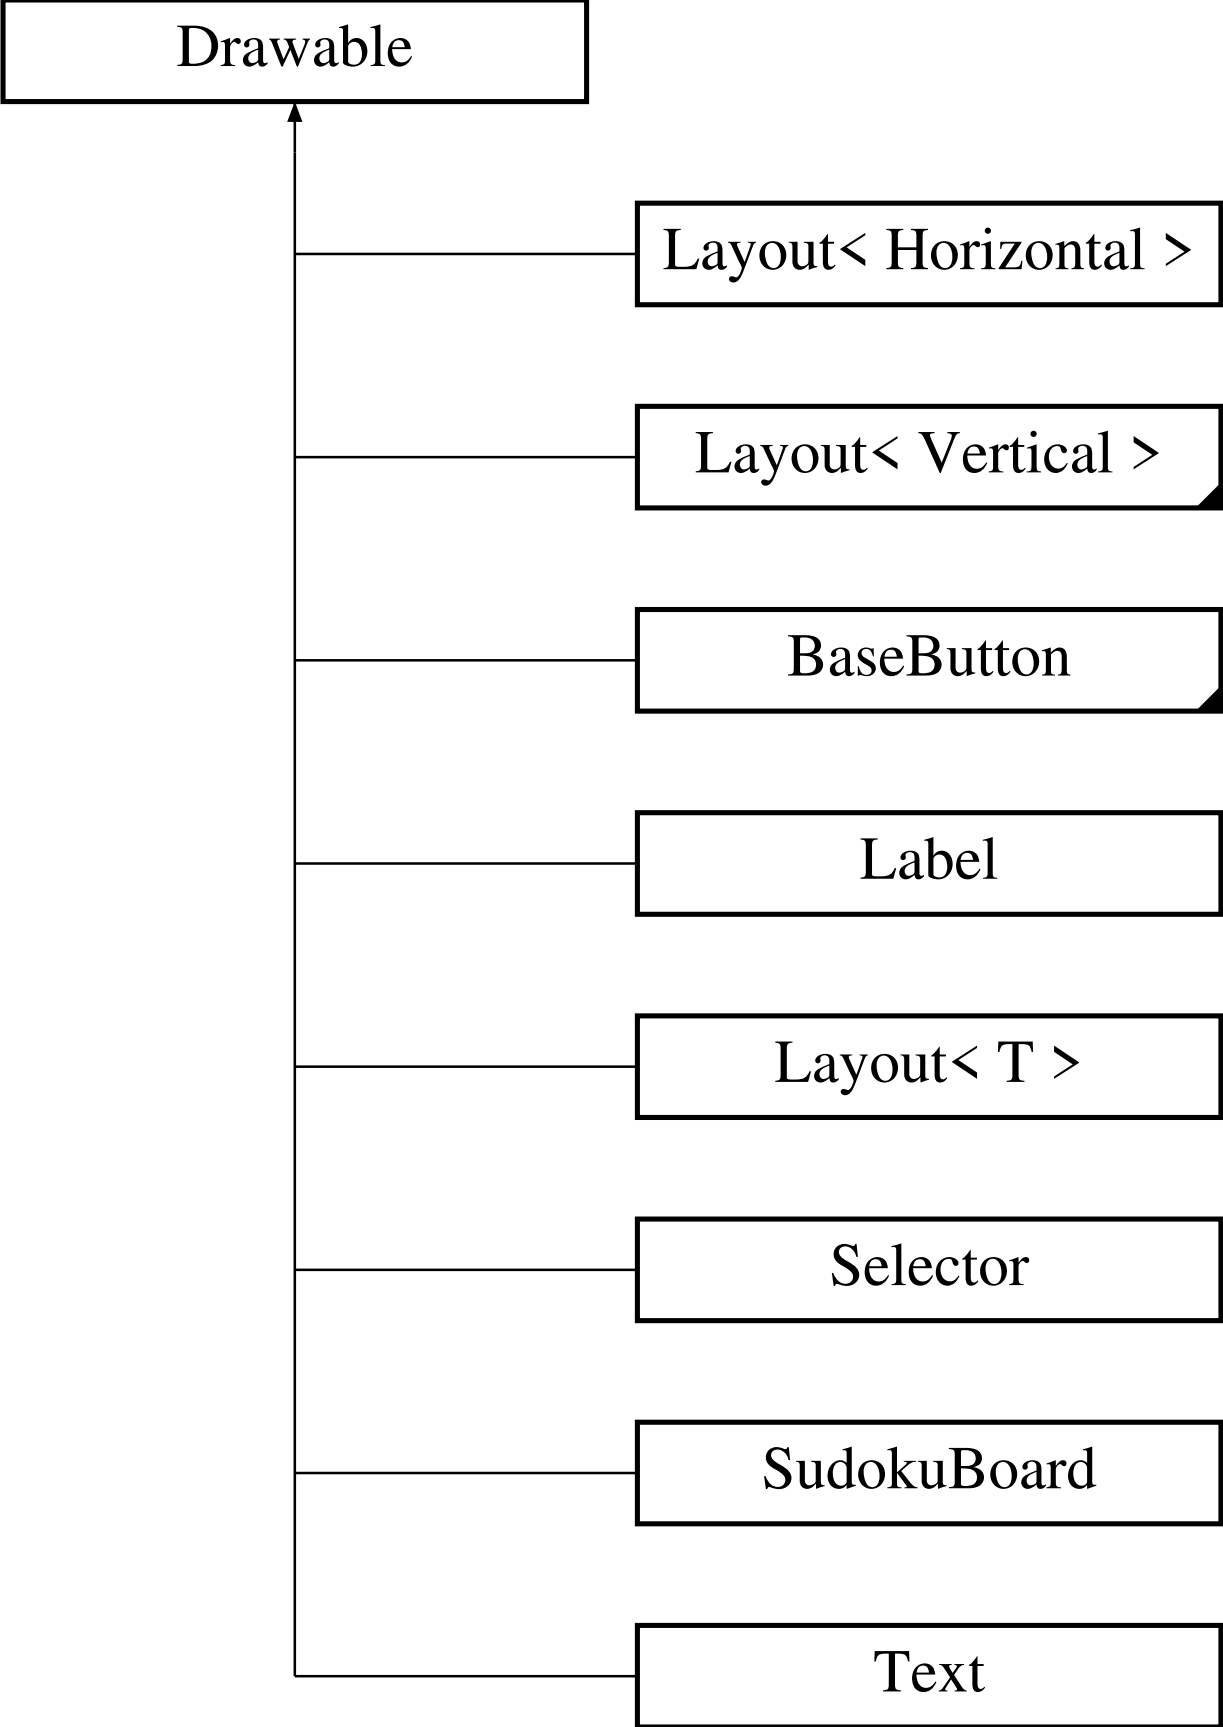 Drawable
Layout< Horizontal >
Layout< Vertical >
BaseButton
Label
Layout< T >
Selector
SudokuBoard
Text